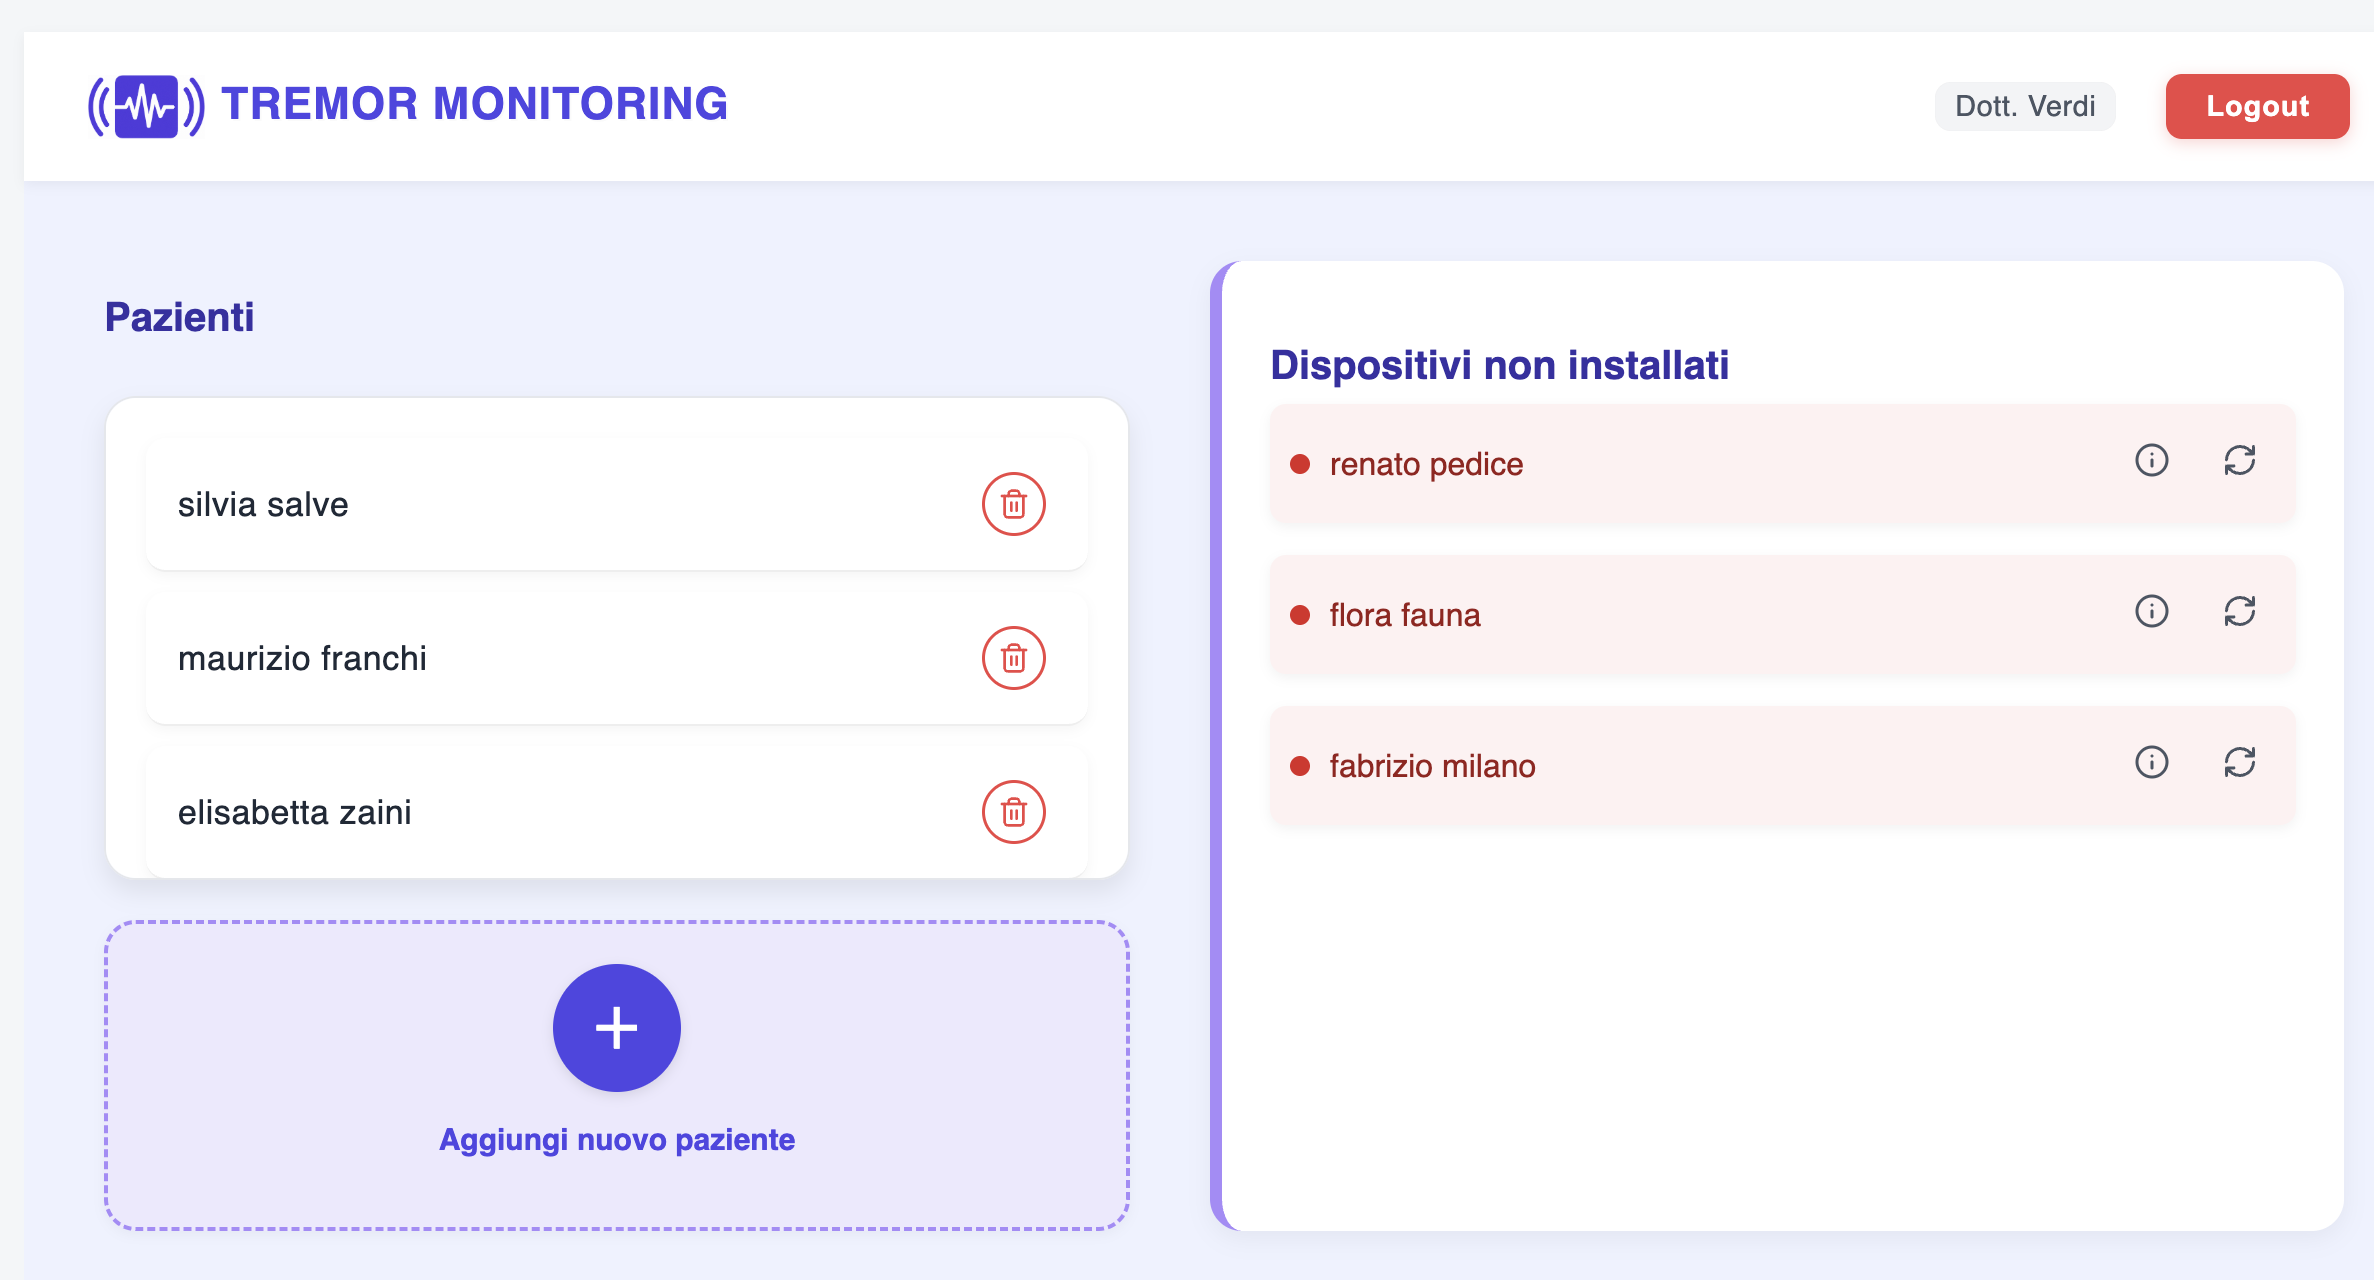 TREMOR MONITORING
Dott. Verdi
Logout
Pazienti
silvia salve
maurizio franchi
elisabetta zaini
Aggiungi nuovo paziente
Dispositivi non installati
renato pedice
flora fauna
fabrizio milano